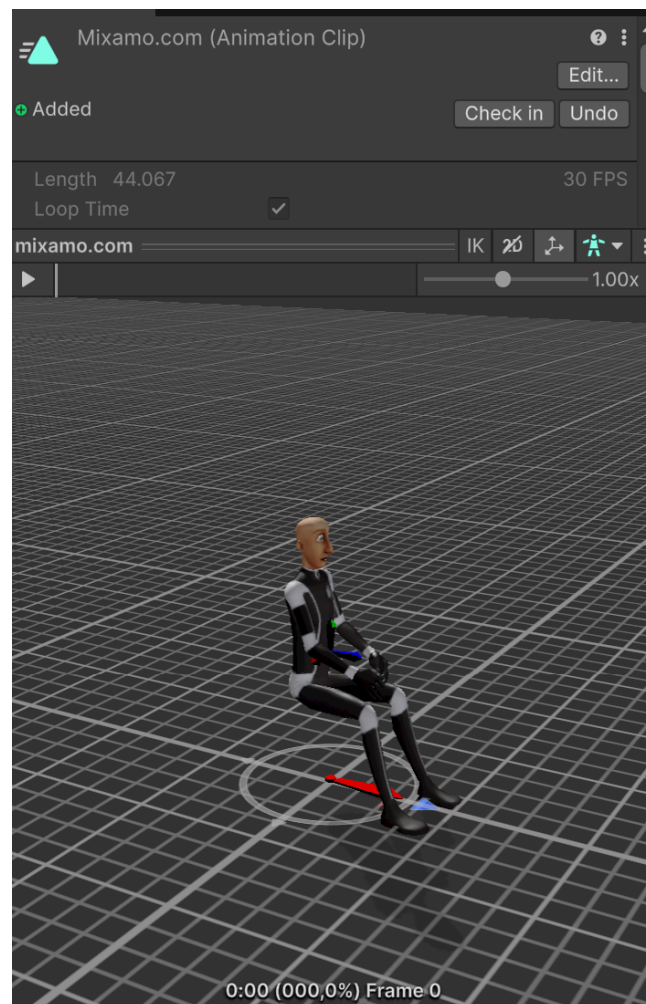 Mixamo.com (Animation Clip)
Edit...
Added
Check in Undo
Length 44.067 30 FPS
Loop Time
mixamo.com IK 2D
1.00x
0:00 (000,0%) Frame 0